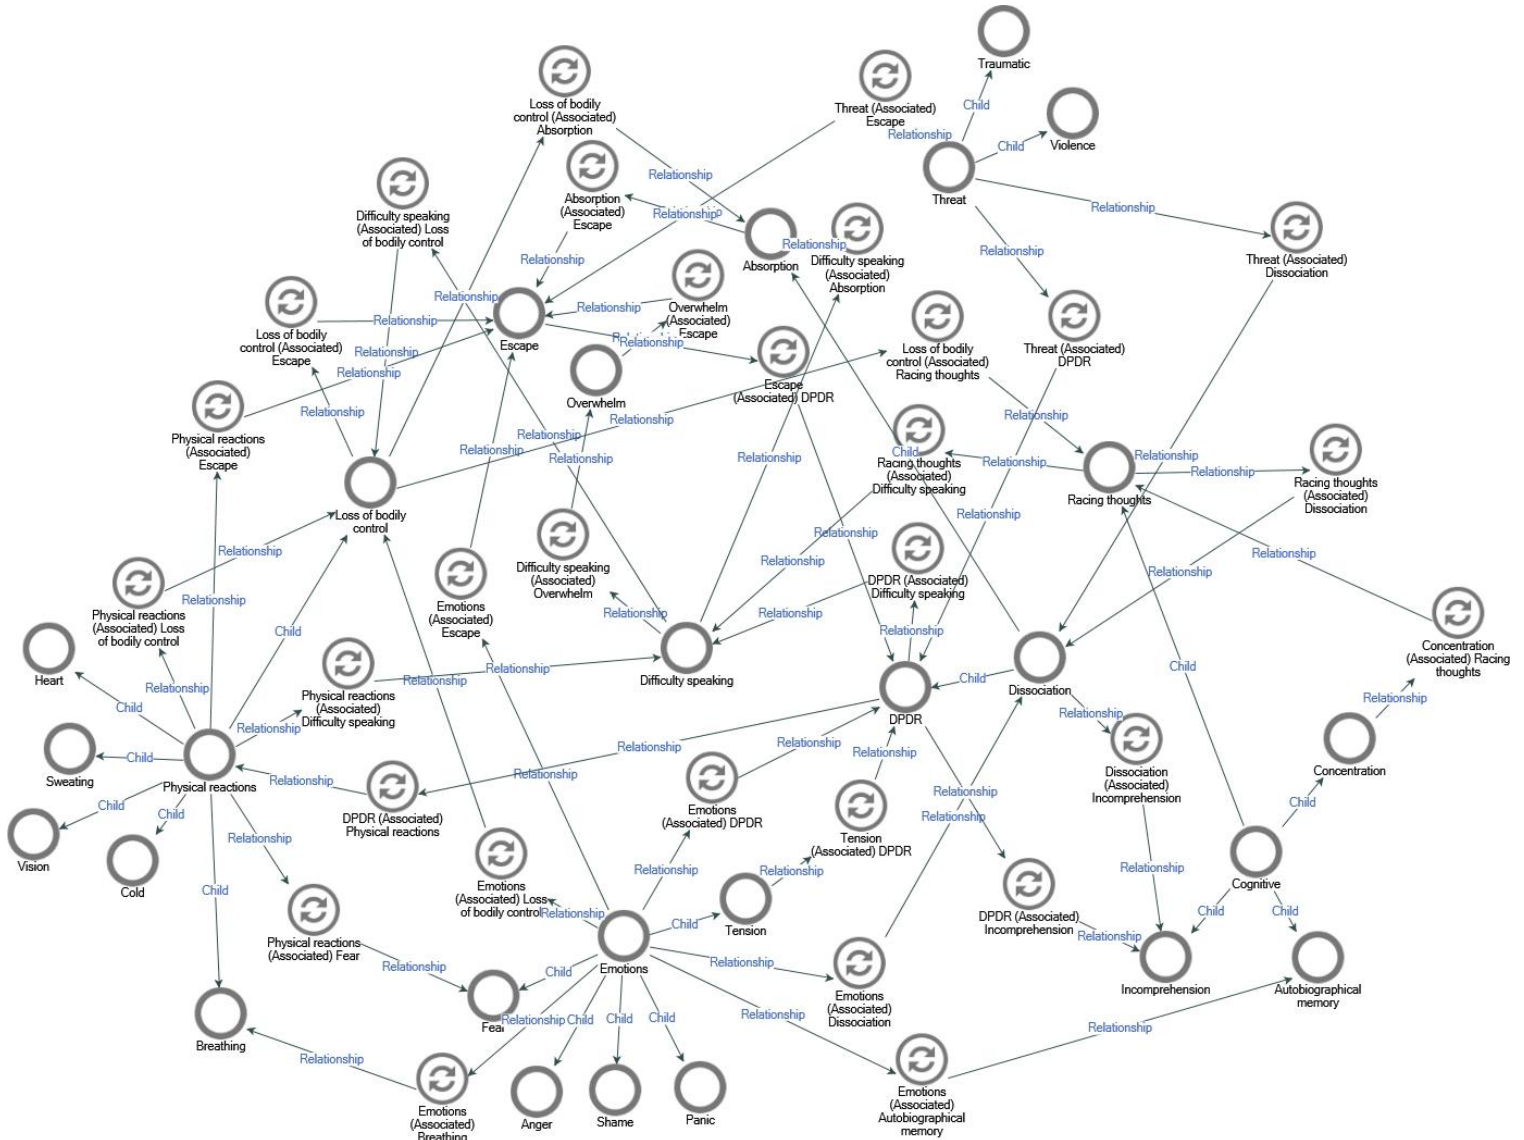 Traumatic
Child
Loss of bodily
control (Associated)
Absorption
Threat (Associated)
Escape
Relationship
Child
Violence
Threat
Relationship
Absorption
(Associated)
Escape
Relationship
Difficulty speaking
(Associated) Loss
of bodily control
Relationship
Absorption
Relationship
Difficulty speaking
(Associated)
Absorption
Relationship
Threat (Associated)
Dissociation
Relationship
Relationship
Relationship
Overwhelm
(Associated)
Escape
Relationship
Loss of bodily
control (Associated)
Escape
Relationship
Escape
Relationship
Loss of bodily
control (Associated)
Racing thoughts
Threat (Associated)
DPDR
Relationship
Relationship
Escape
(Associated) DPDR
Overwhelm
Relationship
Relationship
Relationship
Physical reactions
(Associated)
Escape
Relationship
Relationship
Relationship
Relationship
Child
Racing thoughts
(Associated)
Difficulty speaking
Relationship
Racing thoughts
Relationship
Relationship
Racing thoughts
(Associated)
Dissociation
Loss of bodily
control
Relationship
Relationship
Relationship
Relationship
Relationship
Difficulty speaking
(Associated)
Overwhelm
Relationship
DPDR (Associated)
Difficulty speaking
Relationship
Physical reactions
(Associated) Loss
of bodily control
Relationship
Emotions
(Associated)
Escape
Child
Relationship
Relationship
Relationship
Concentration
(Associated) Racing
thoughts
Heart
Relationship
Relationship
Relationship
Difficulty speaking
Child
Dissociation
Child
Relationship
Physical reactions
(Associated)
Difficulty speaking
Child
Relationship
DPDR
Relationship
Relationship
Relationship
Relationship
Child
Sweating
Physical reactions
Relationship
Relationship
Dissociation
(Associated)
Incomprehension
Concentration
Child
Child
DPDR (Associated)
Physical reactions
Emotions
(Associated) DPDR
Relationship
Relationship
Child
Vision
Relationship
Tension
(Associated) DPDR
Cold
Child
Relationship
Relationship
Relationship
Cognitive
Emotions
(Associated) Loss
of bodily control
Relationship
Child
Tension
DPDR (Associated)
Incomprehension
Relationship
Child
Child
Physical reactions
(Associated) Fear
Relationship
Child
Emotions
Relationship
Incomprehension
Autobiographical
memory
Emotions
(Associated)
Dissociation
Fear
Relationship
Child
Child
Child
Relationship
Relationship
Breathing
Relationship
Emotions
(Associated)
Breathing
Anger
Shame
Panic
Emotions
(Associated)
Autobiographical
memory